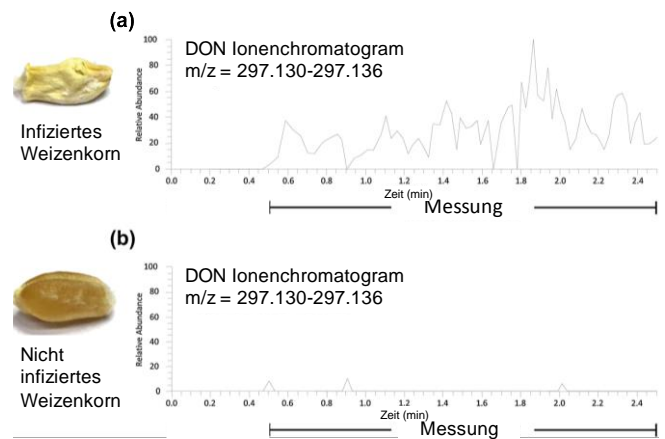 (a)
DON Ionenchromatogram
m/z = 297.130-297.136
Relative Abundance
100
80
60
40
20
0
Infiziertes
Weizenkorn
0.0 0.2 0.4 0.6 0.8 1.0 1.2 1.4 1.6 1.8 2.0 2.2 2.4
Zeit (min)
Messung
(b)
DON Ionenchromatogram
m/z = 297.130-297.136
Relative Abundance
100
80
60
40
20
0
Nicht
infiziertes
Weizenkorn
0.0 0.2 0.4 0.6 0.8 1.0 1.2 1.4 1.6 1.8 2.0 2.2 2.4
Zeit (min)
Messung